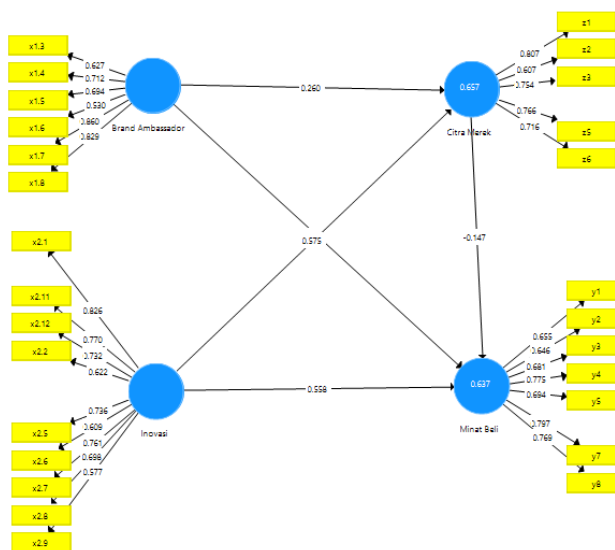 x1.3
x1.4
x1.5
x1.6
x1.7
x1.8
0.627
0.712
0.694
0.530
0.860
0.829
Brand Ambassador
0.260
z1
z2
z3
z5
z6
0.807
0.607
0.754
0.766
0.716
0.657
Citra Merek
0.575
-0.147
x2.1
x2.11
x2.12
x2.2
x2.5
x2.6
x2.7
x2.8
x2.9
0.826
0.770
0.732
0.622
0.736
0.609
0.761
0.698
0.577
Inovasi
0.558
0.637
Minat Beli
y1
y2
y3
y4
y5
y7
y8
0.655
0.646
0.681
0.775
0.694
0.797
0.769